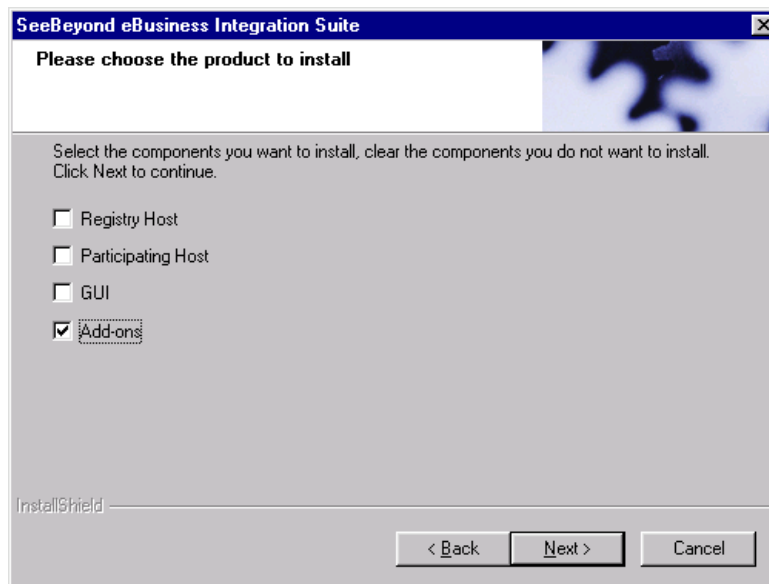 SeeBeyond eBusiness Integration Suite
Please choose the product to install
Select the components you want to install, clear the components you do not want to install.
Click Next to continue.
Registry Host
Participating Host
GUI
Add-ons
InstallShield
< Back
Next >
Cancel